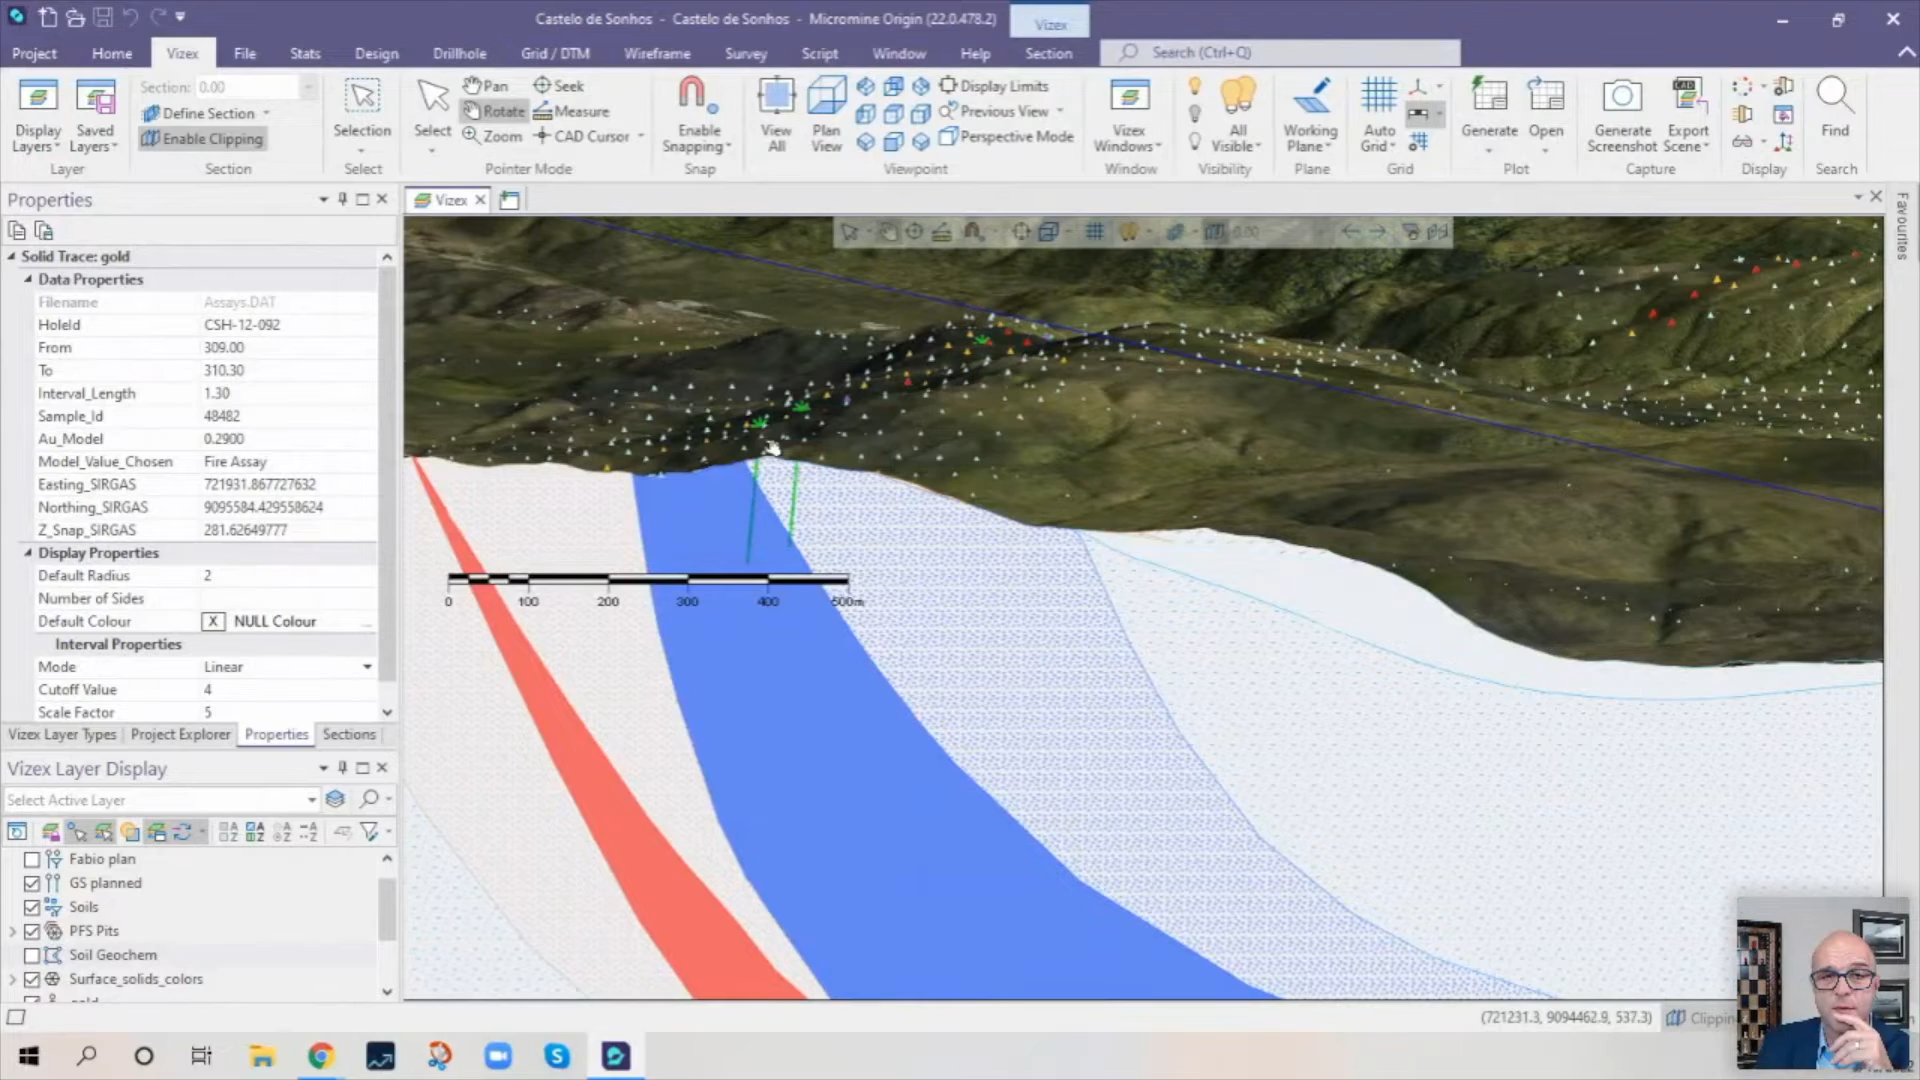 Castelo de Sonhos - Castelo de Sonhos - Micromine Origin (22.0.478.2)
Vizex
Project Home Vizex File Stats Design Drillhole Grid / DTM Wireframe Survey Script Window Help Section Search (Ctrl+Q)
Display Layers
Saved Layers
Layer
Section: 0.00
Define Section
Enable Clipping
Section
Selection
Select
Select
Pan
Rotate
Zoom
Seek
Measure
CAD Cursor
Pointer Mode
Enable Snapping
Snap
View All
Plan View
Display Limits
Previous View
Perspective Mode
Viewpoint
Vizex Windows
Window
All Visible
Visibility
Working Plane
Plane
Auto Grid
Grid
Generate
Open
Plot
Generate Screenshot
Export Scene
Capture
Display
Find
Search
Properties
Vizex
Favourites
0.00
Solid Trace: gold
Data Properties
Filename Assays.DAT
HoleId CSH-12-092
From 309.00
To 310.30
Interval_Length 1.30
Sample_Id 48482
Au_Model 0.2900
Model_Value_Chosen Fire Assay
Easting_SIRGAS 721931.867727632
Northing_SIRGAS 9095584.429558624
Z_Snap_SIRGAS 281.62649777
Display Properties
Default Radius 2
Number of Sides
Default Colour X NULL Colour ...
Interval Properties
Mode Linear
Cutoff Value 4
Scale Factor 5
Vizex Layer Types Project Explorer Properties Sections
Vizex Layer Display
Select Active Layer
Fabio plan
GS planned
Soils
PFS Pits
Soil Geochem
Surface_solids_colors
gold
0 100 200 300 400 500m
(721231.3, 9094462.9, 537.3)